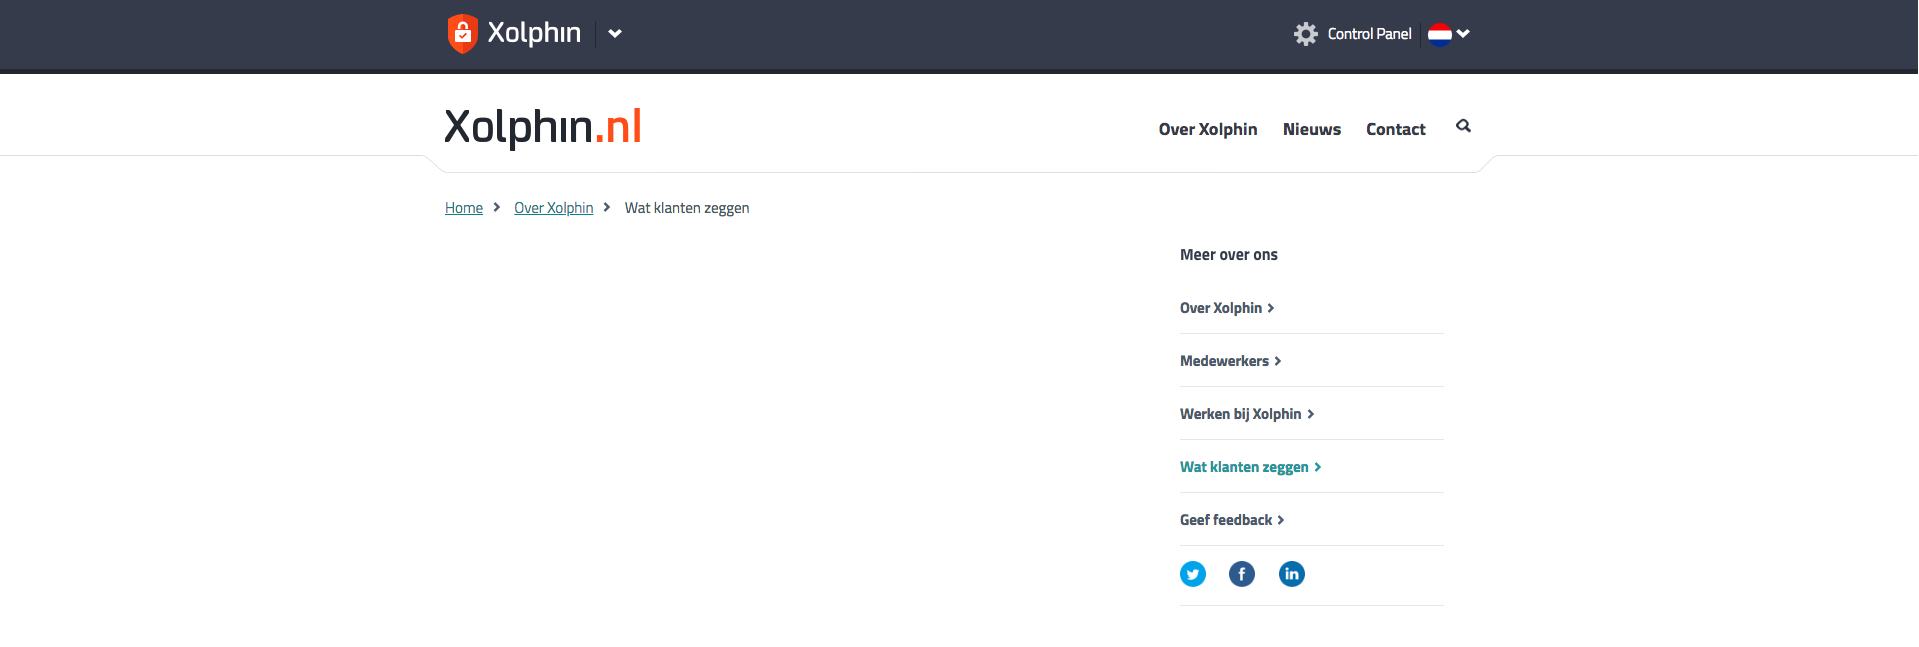 Xolphin
Control Panel
Xolphin.nl
Over Xolphin
Nieuws
Contact
Home
Over Xolphin
Wat klanten zeggen
Meer over ons
Over Xolphin
Medewerkers
Werken bij Xolphin
Wat klanten zeggen
Geef feedback